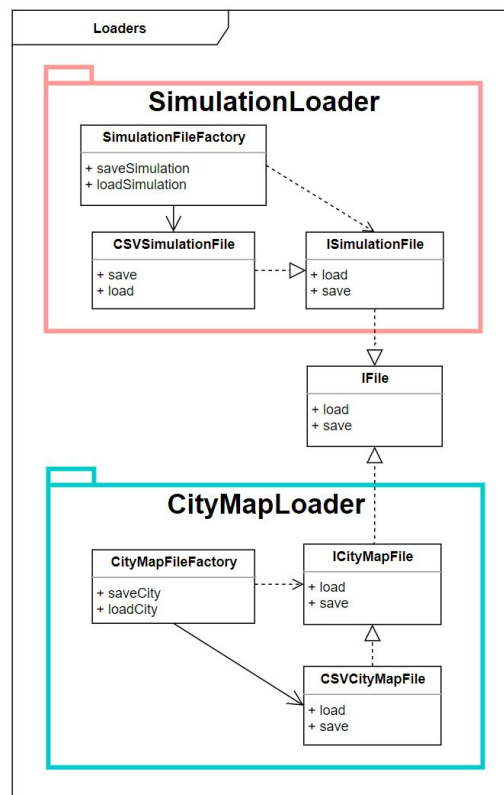 Loaders
SimulationLoader
SimulationFileFactory
+ saveSimulation
+ loadSimulation
CSVSimulationFile
+ save
+ load
ISimulationFile
+ load
+ save
IFile
+ load
+ save
CityMapLoader
CityMapFileFactory
+ saveCity
+ loadCity
ICityMapFile
+ load
+ save
CSVCityMapFile
+ load
+ save